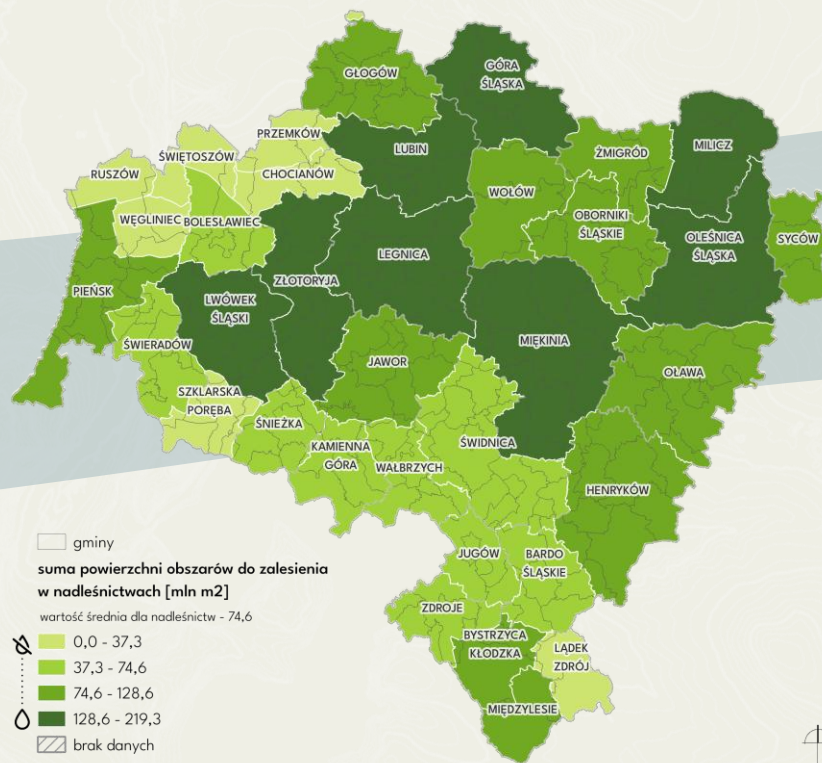 GŁOGÓW
GÓRA
ŚLĄSKA
PRZEMKÓW
LUBIN
MILICZ
ŚWIĘTOSZÓW
ŻMIGRÓD
RUSZÓW
CHOCIANÓW
WOŁÓW
WĘGLINIEC
BOLESŁAWIEC
OBORNIKI
ŚLĄSKIE
OLEŚNICA
ŚLĄSKA
SYCÓW
LEGNICA
ZŁOTORYJA
PIEŃSK
LWÓWEK
ŚLĄSKI
MIĘKINIA
ŚWIERADÓW
JAWOR
OŁAWA
SZKLARSKA
PORĘBA
ŚNIEŻKA
KAMIENNA
GÓRA
WAŁBRZYCH
ŚWIDNICA
HENRYKÓW
JUGÓW
BARDO
ŚLĄSKIE
ZDROJE
BYSTRZYCA
KŁODZKA
LĄDEK
ZDRÓJ
MIĘDZYLESIE
gminy
suma powierzchni obszarów do zalesienia
w nadleśnictwach [mln m2]
wartość średnia dla nadleśnictw - 74,6
0,0 - 37,3
37,3 - 74,6
74,6 - 128,6
128,6 - 219,3
brak danych